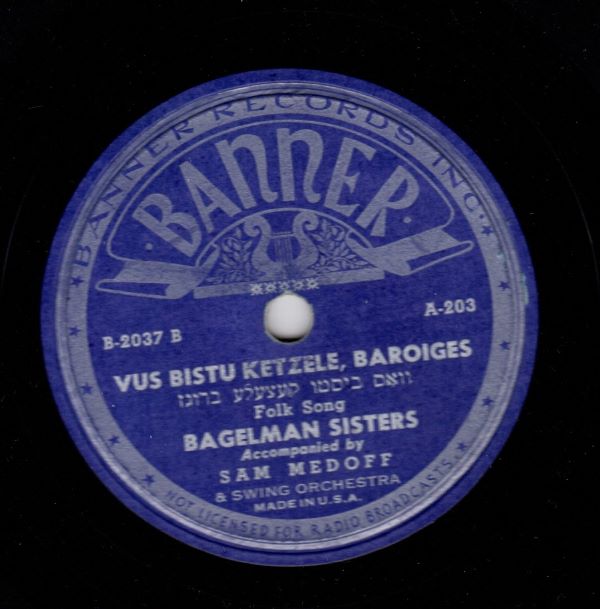 BANNER RECORDS INC.
BANNER
B-2037 B
A-203
VUS BISTU KETZELE, BAROIGES
וואס ביסטו קעצעלע ברוגז
Folk Song
BAGELMAN SISTERS
Accompanied by
SAM MEDOFF
& SWING ORCHESTRA
MADE IN U.S.A.
NOT LICENSED FOR RADIO BROADCASTS